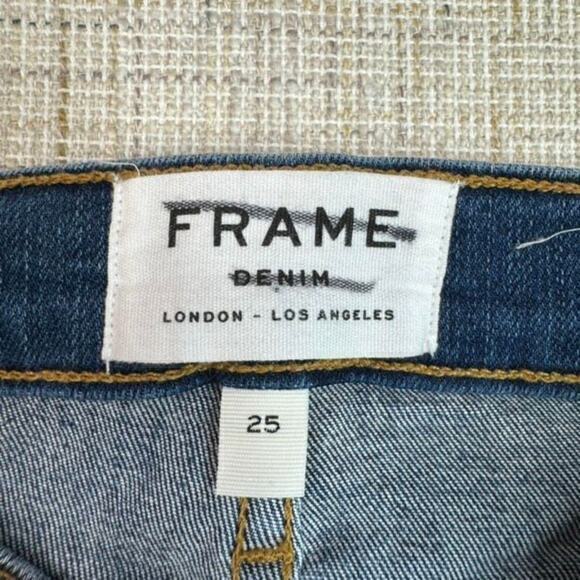 FRAME
DENIM
LONDON - LOS ANGELES
25